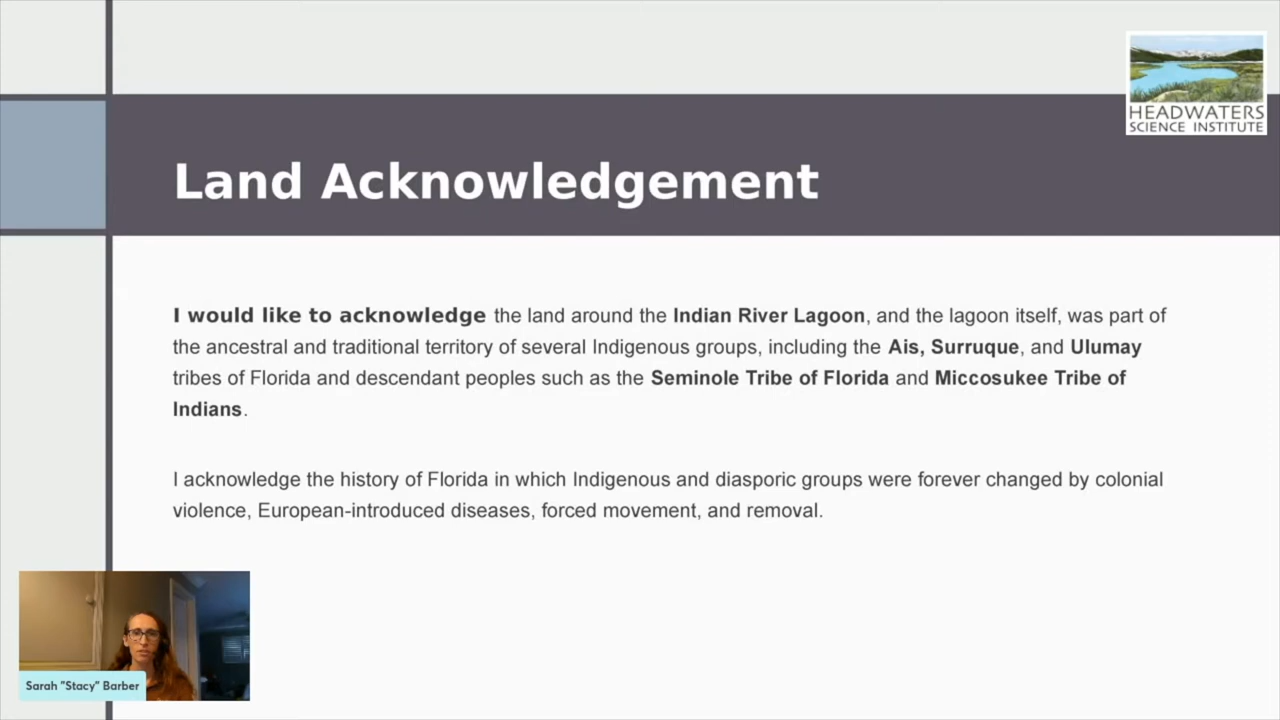 HEADWATERS
SCIENCE INSTITUTE
Land Acknowledgement
I would like to acknowledge the land around the Indian River Lagoon, and the lagoon itself, was part of
the ancestral and traditional territory of several Indigenous groups, including the Ais, Surruque, and Ulumay
tribes of Florida and descendant peoples such as the Seminole Tribe of Florida and Miccosukee Tribe of
Indians.
I acknowledge the history of Florida in which Indigenous and diasporic groups were forever changed by colonial
violence, European-introduced diseases, forced movement, and removal.
Sarah "Stacy" Barber